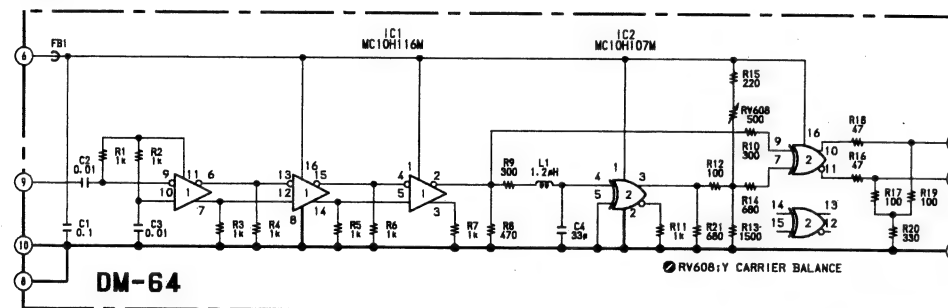 IC1
MC10H116M
IC2
MC10H107M
6
FB1
R15
220
RV608
500
R18
47
R16
47
R10
300
R1
1k
R2
1k
C2
0.01
9
9
10
11
6
7
C3
0.01
C1
0.1
R3
1k
R4
1k
13
12
16
15
14
8
R5
1k
R6
1k
1
4
5
2
3
R7
1k
R8
470
R9
300
L1
1.2μH
C4
33p
1
4
5
3
2
R11
1k
R12
100
R21
680
R13
1500
R14
680
9
7
16
10
11
2
R17
100
R19
100
R20
330
14
15
13
12
2
1
1
1
2
10
8
DM-64
RV608:Y CARRIER BALANCE